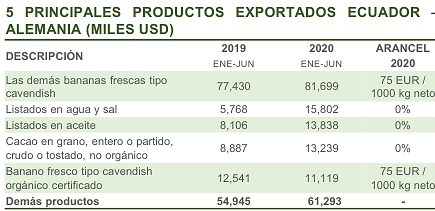 5 PRINCIPALES PRODUCTOS EXPORTADOS ECUADOR -
ALEMANIA (MILES USD)
DESCRIPCIÓN 2019 2020 ARANCEL
ENE-JUN ENE-JUN 2020
Las demás bananas frescas tipo cavendish 77,430 81,699 75 EUR / 1000 kg neto
Listados en agua y sal 5,768 15,802 0%
Listados en aceite 8,106 13,838 0%
Cacao en grano, entero o partido, crudo o tostado, no orgánico 8,887 13,239 0%
Banano fresco tipo cavendish orgánico certificado 12,541 11,119 75 EUR / 1000 kg neto
Demás productos 54,945 61,293 -